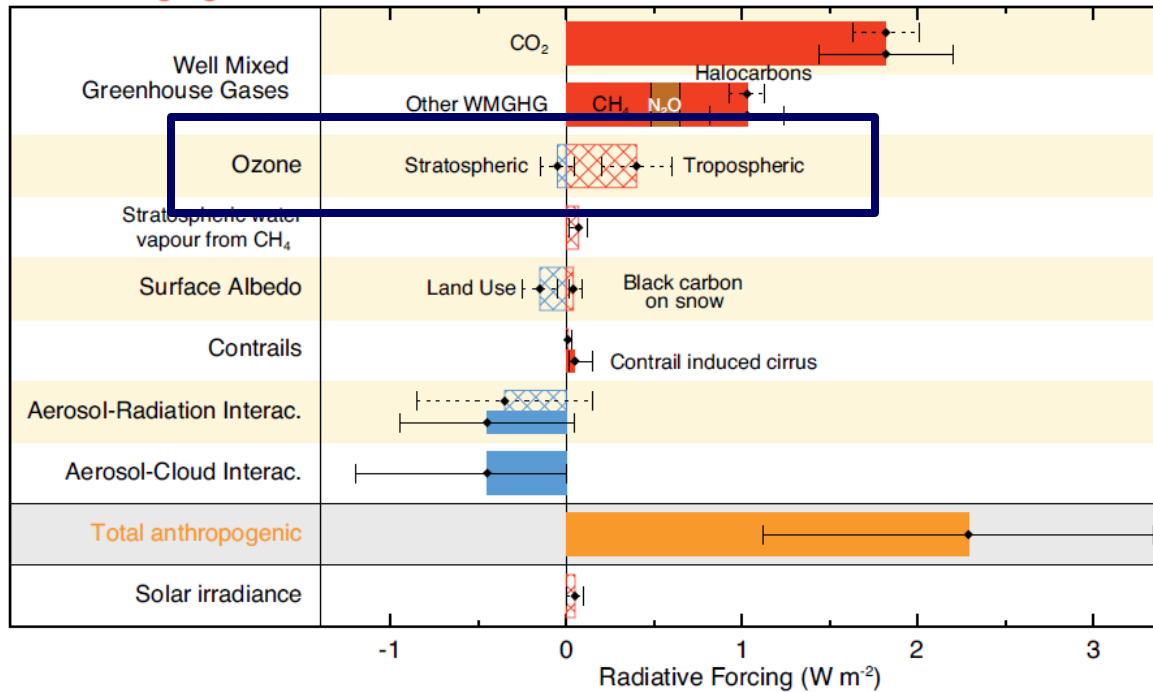 CO₂
Well Mixed
Greenhouse Gases
Halocarbons
Other WMGHG CH₄ N₂O
Ozone Stratospheric Tropospheric
Stratospheric water
vapour from CH₄
Surface Albedo Land Use Black carbon
on snow
Contrails Contrail induced cirrus
Aerosol-Radiation Interac.
Aerosol-Cloud Interac.
Total anthropogenic
Solar irradiance
-1 0 1 2 3
Radiative Forcing (W m⁻²)